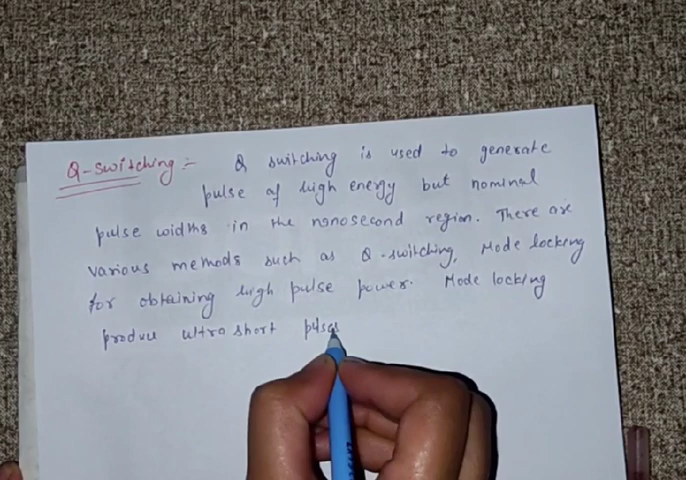 Q-switching :- Q switching is used to generate
pulse of high energy but nominal
pulse widths in the nanosecond region. There are
various methods such as Q-switching, Mode locking
for obtaining high pulse power. Mode locking
produce ultra short pulses